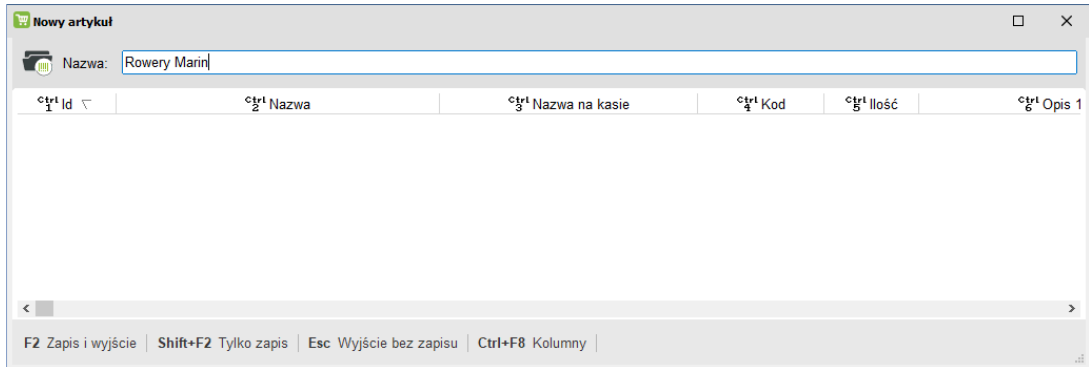 Nowy artykuł
Nazwa: Rowery Marin
Ctrl 1 Id Ctrl 2 Nazwa Ctrl 3 Nazwa na kasie Ctrl 4 Kod Ctrl 5 Ilość Ctrl 6 Opis 1
F2 Zapis i wyjście Shift+F2 Tylko zapis Esc Wyjście bez zapisu Ctrl+F8 Kolumny